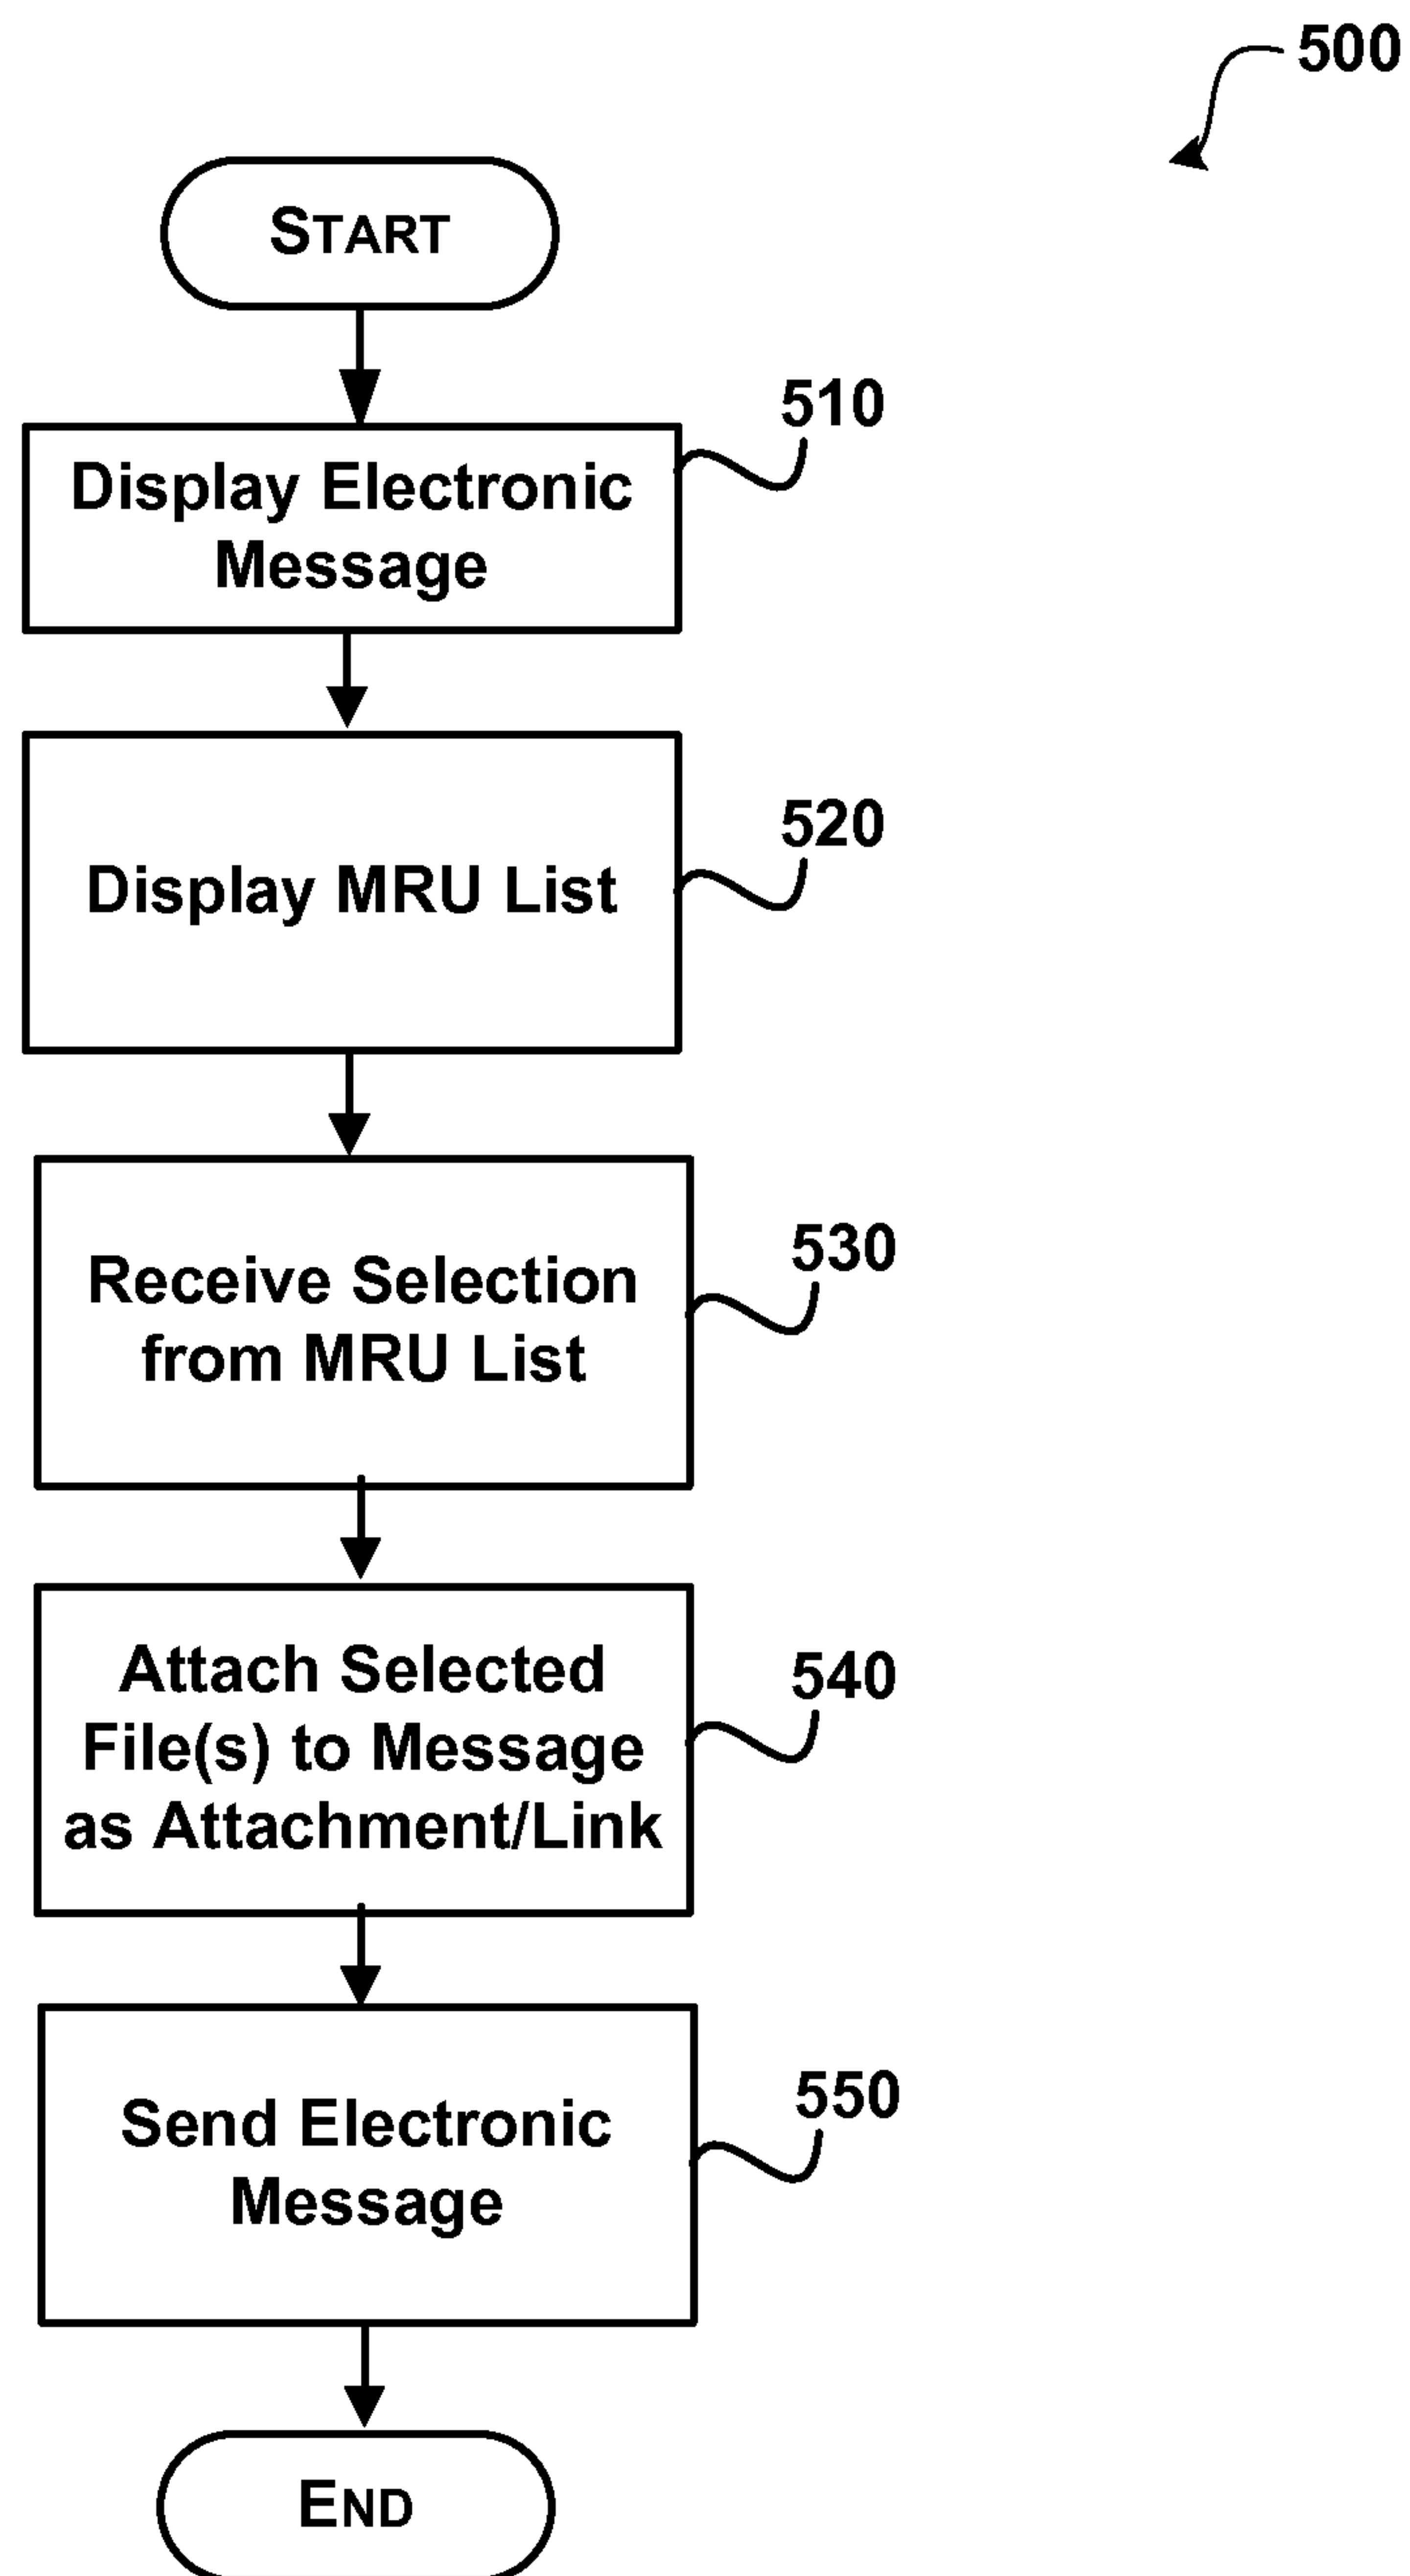 500
START
510
Display Electronic
Message
520
Display MRU List
530
Receive Selection
from MRU List
540
Attach Selected
File(s) to Message
as Attachment/Link
550
Send Electronic
Message
END